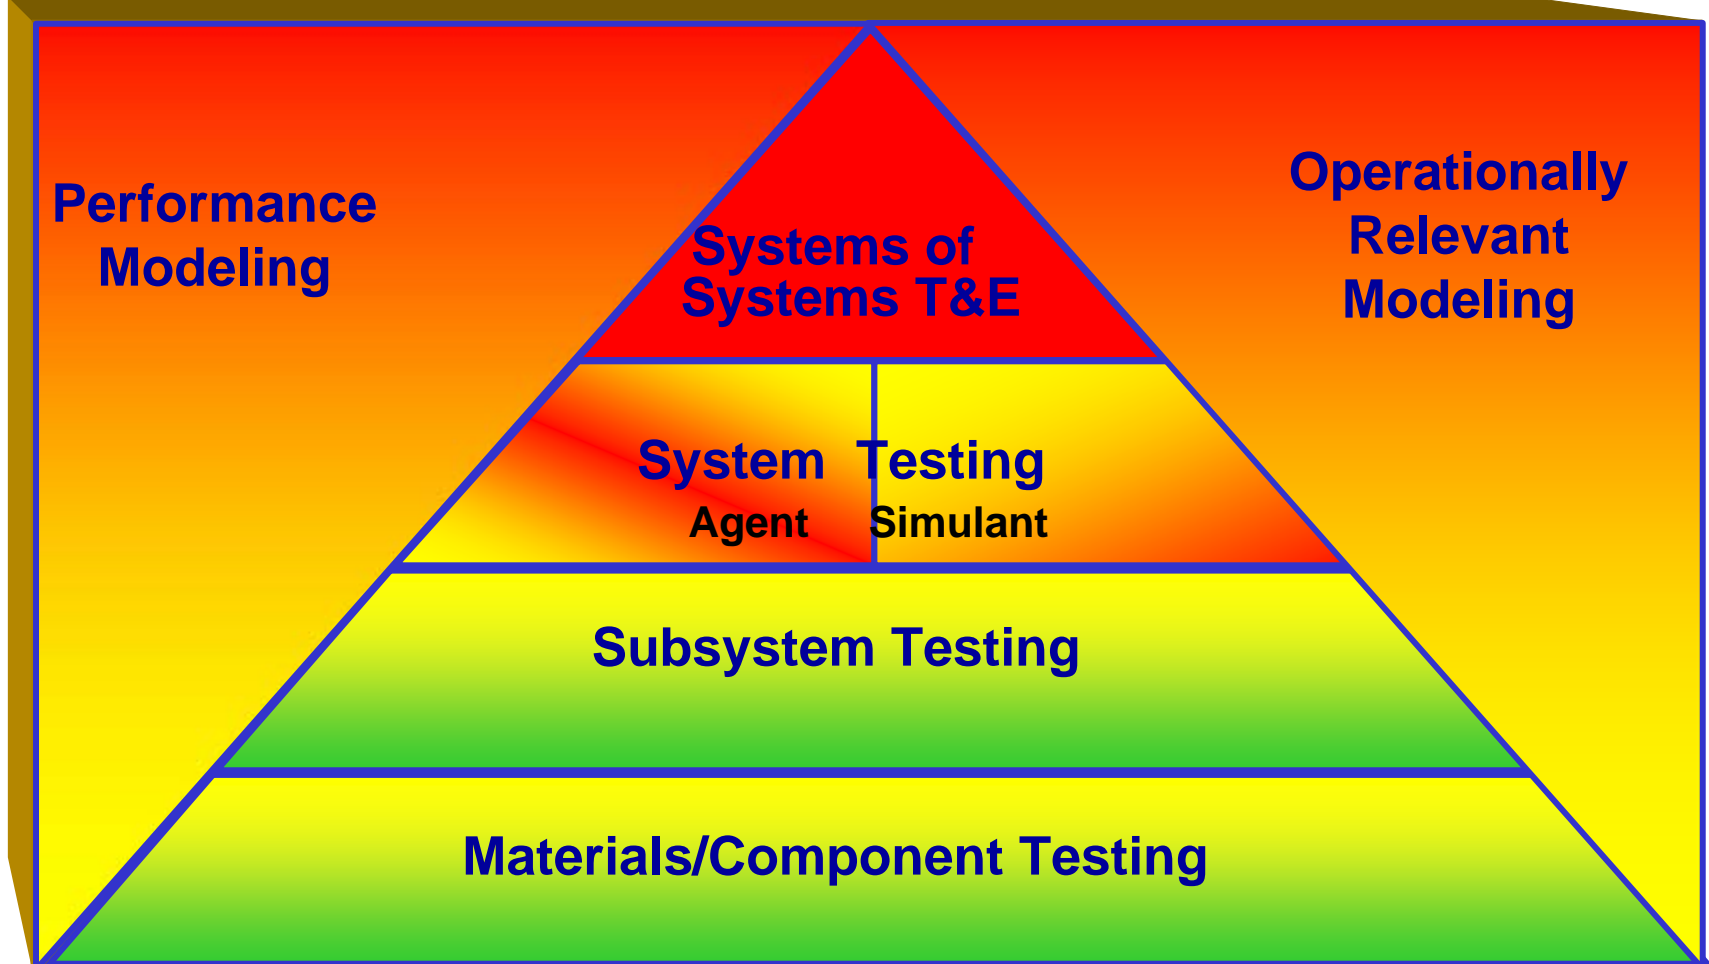 Performance
Modeling
Systems of
Systems T&E
Operationally
Relevant
Modeling
System Testing
Agent Simulant
Subsystem Testing
Materials/Component Testing